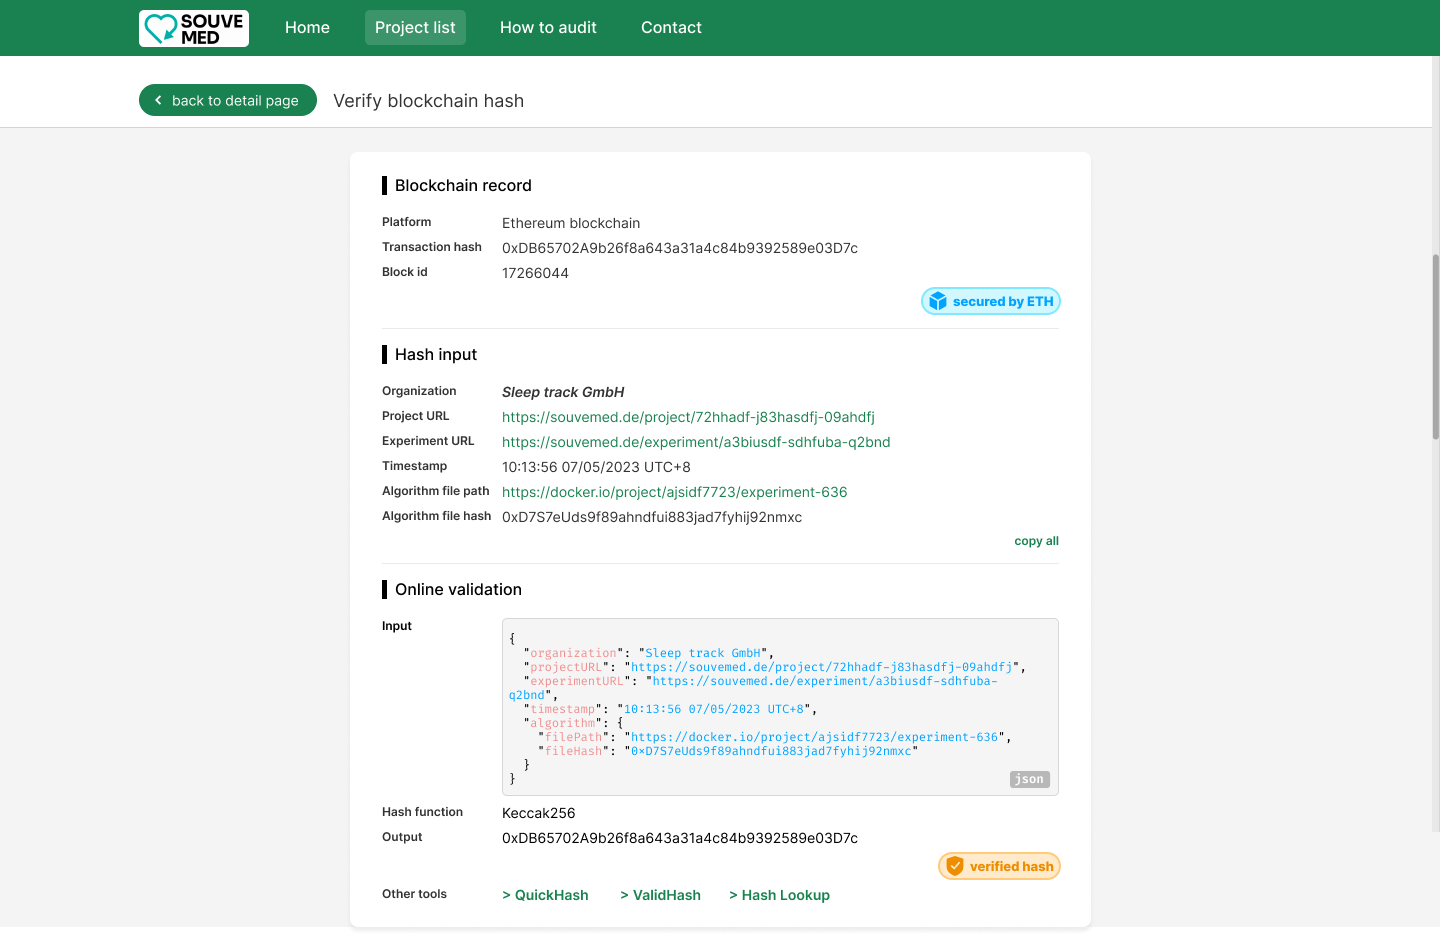 SOUVE
MED
Home
Project list
How to audit
Contact
back to detail page
Verify blockchain hash
Blockchain record
Platform Ethereum blockchain
Transaction hash 0xDB65702A9b26f8a643a31a4c84b9392589e03D7c
Block id 17266044
secured by ETH
Hash input
Organization Sleep track GmbH
Project URL https://souvemed.de/project/72hhadf-j83hasdfj-09ahdfj
Experiment URL https://souvemed.de/experiment/a3biusdf-sdhfuba-q2bnd
Timestamp 10:13:56 07/05/2023 UTC+8
Algorithm file path https://docker.io/project/ajsidf7723/experiment-636
Algorithm file hash 0xD7S7eUds9f89ahndfui883jad7fyhij92nmxc
copy all
Online validation
Input
{
"organization": "Sleep track GmbH",
"projectURL": "https://souvemed.de/project/72hhadf-j83hasdfj-09ahdfj",
"experimentURL": "https://souvemed.de/experiment/a3biusdf-sdhfuba-
q2bnd",
"timestamp": "10:13:56 07/05/2023 UTC+8",
"algorithm": {
"filePath": "https://docker.io/project/ajsidf7723/experiment-636",
"fileHash": "0xD7S7eUds9f89ahndfui883jad7fyhij92nmxc"
}
}
json
Hash function Keccak256
Output 0xDB65702A9b26f8a643a31a4c84b9392589e03D7c
verified hash
Other tools > QuickHash > ValidHash > Hash Lookup